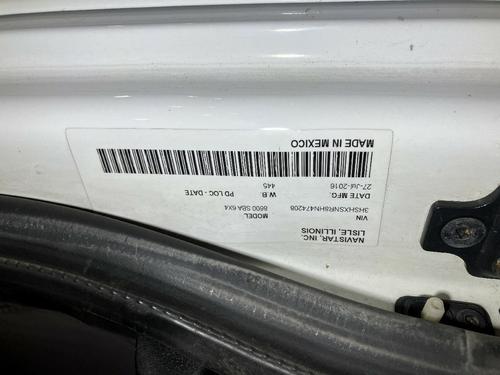 NAVISTAR, INC.
LISLE, ILLINOIS
VIN MODEL
3HSHXSNR8HN474208 8600 SBA 6X4
DATE MFG. W.B. PD LOC - DATE
27-Jul-2016 445
MADE IN MEXICO